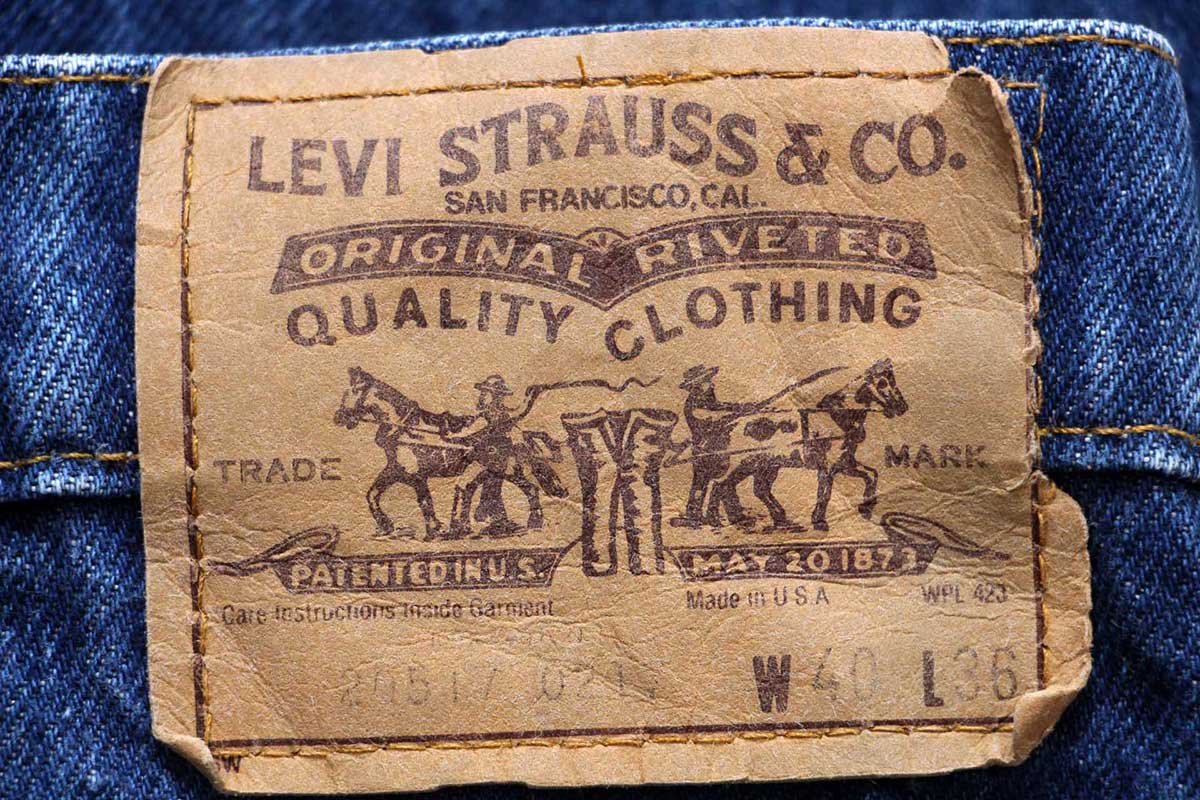 LEVI STRAUSS & CO.
SAN FRANCISCO, CAL.
ORIGINAL RIVETED
QUALITY CLOTHING
TRADE MARK
PATENTED IN U.S. MAY 20 1873
Care Instructions Inside Garment Made in U S A WPL 423
W 40 L 36
W